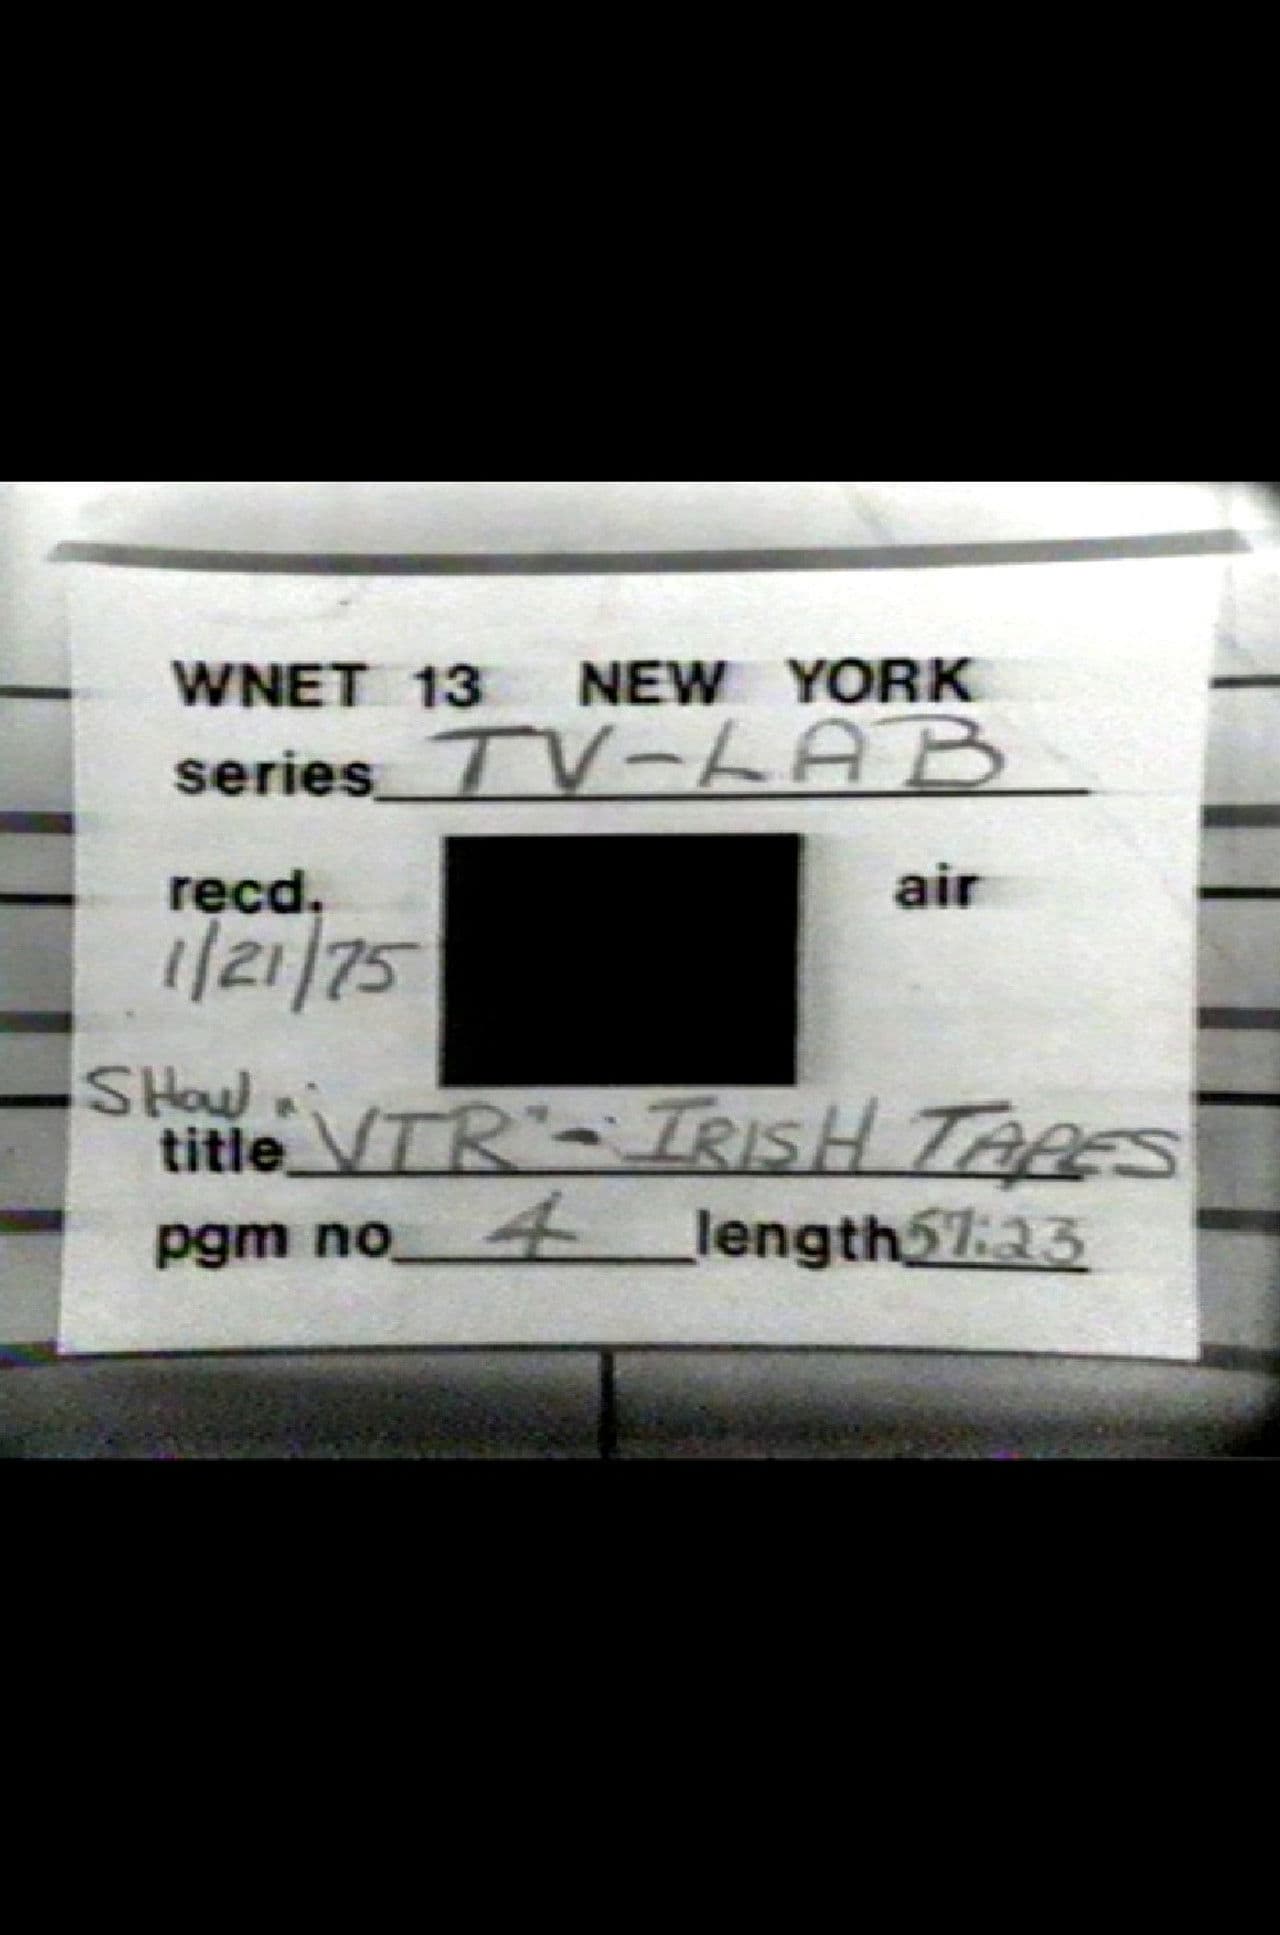 WNET 13 NEW YORK
series TV-LAB
recd. air
1/21/75
SHOW
title "VTR" - IRISH TAPES
pgm no 4 length 57:23